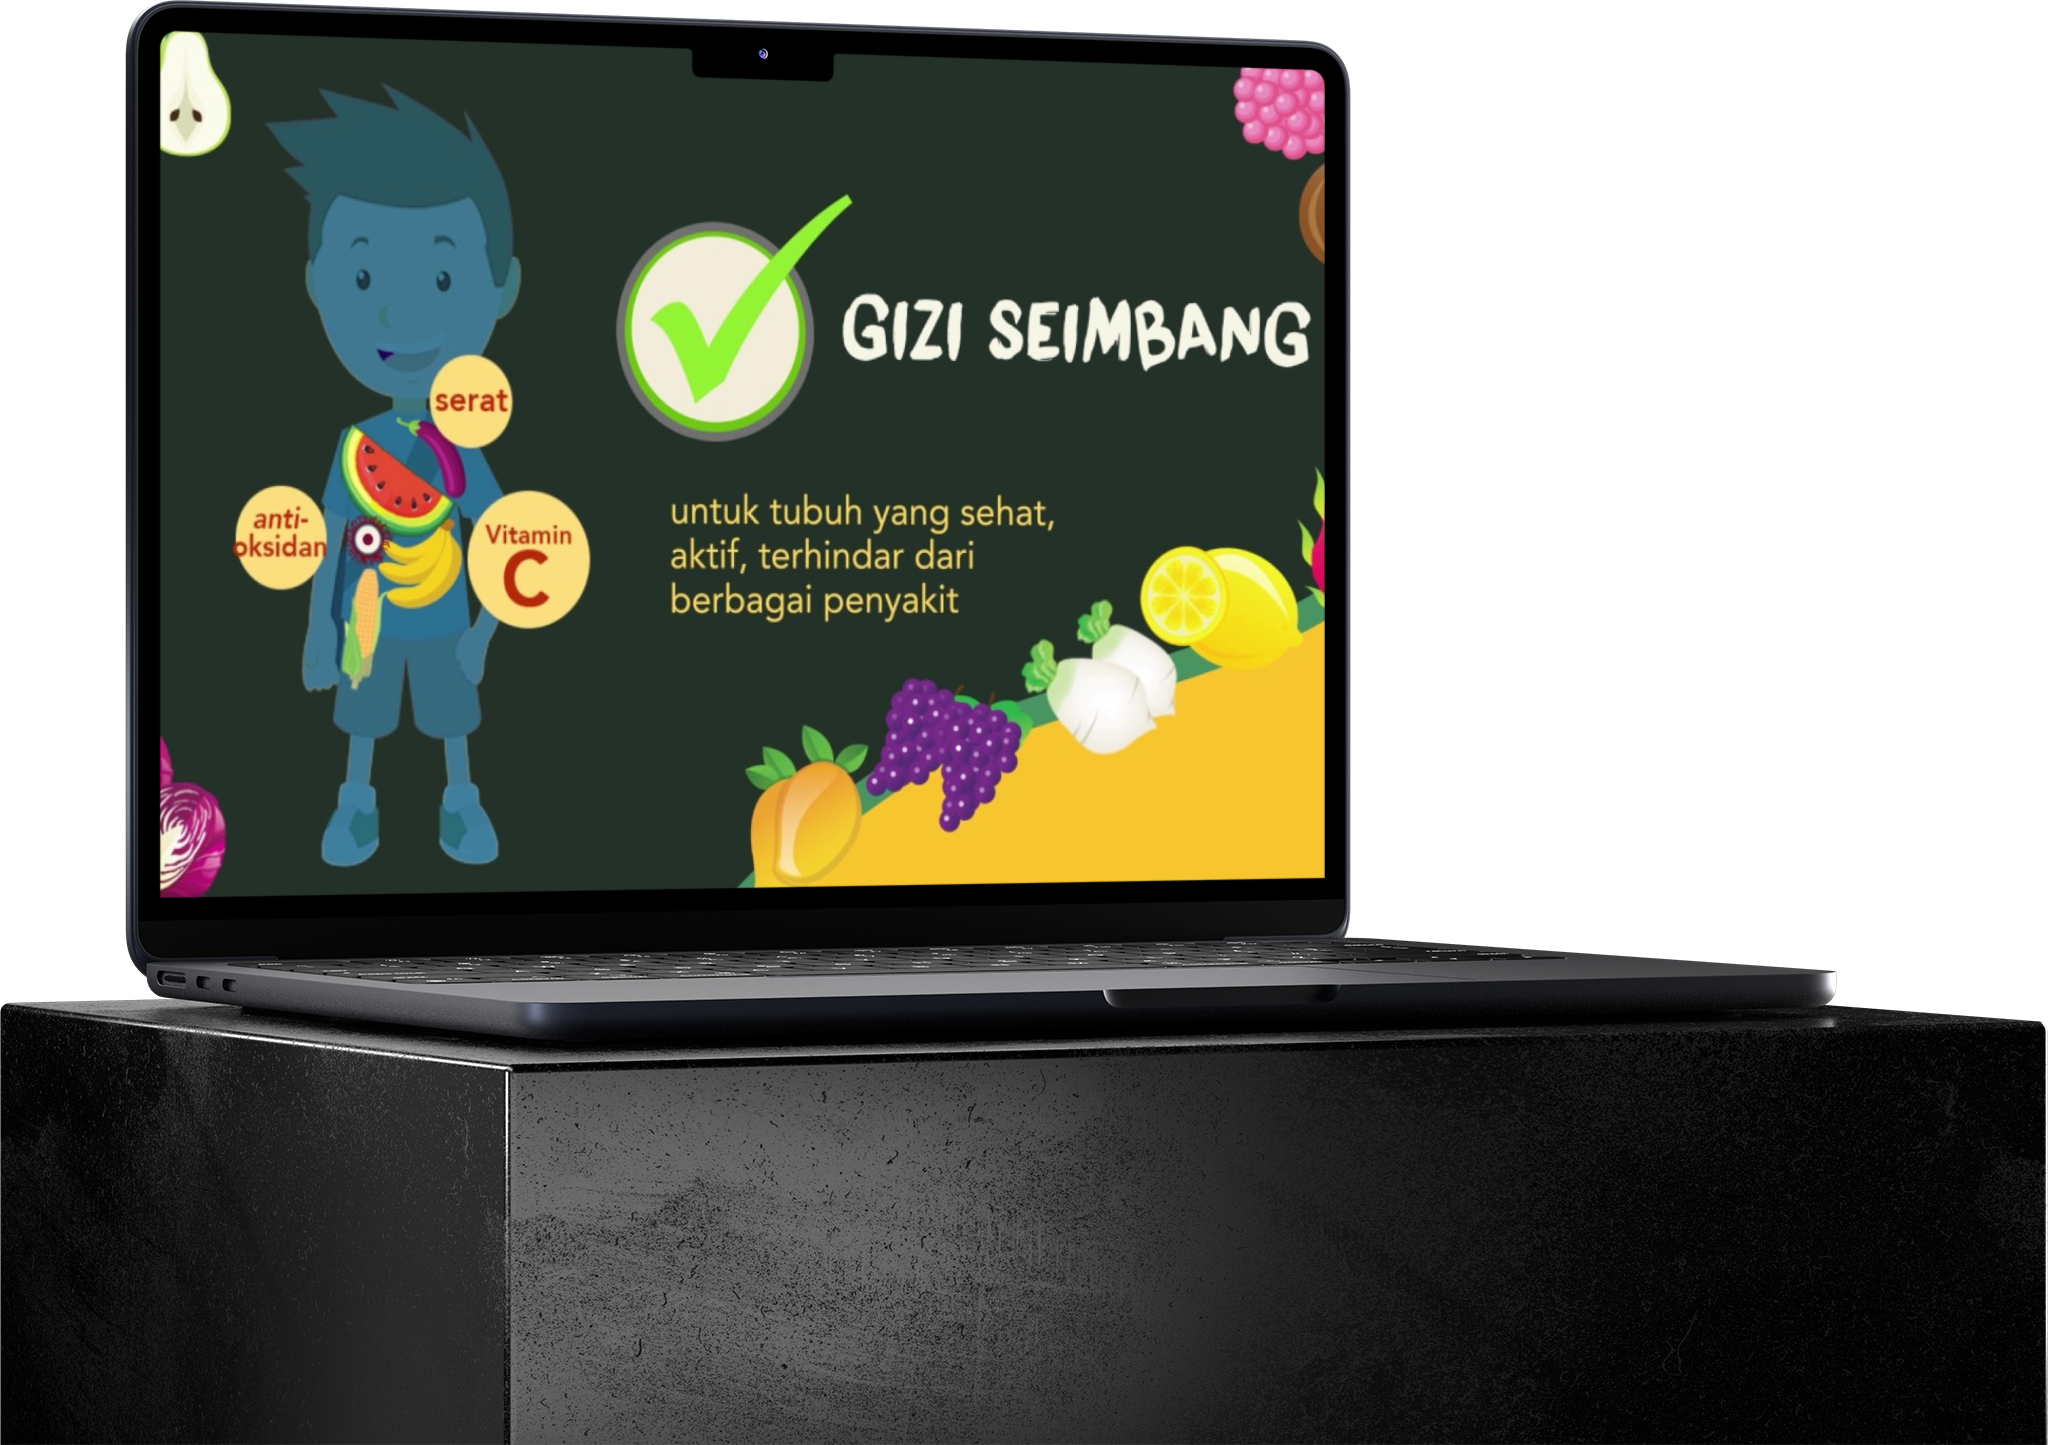 serat
anti-
oksidan
Vitamin
C
GIZI SEIMBANG
untuk tubuh yang sehat,
aktif, terhindar dari
berbagai penyakit